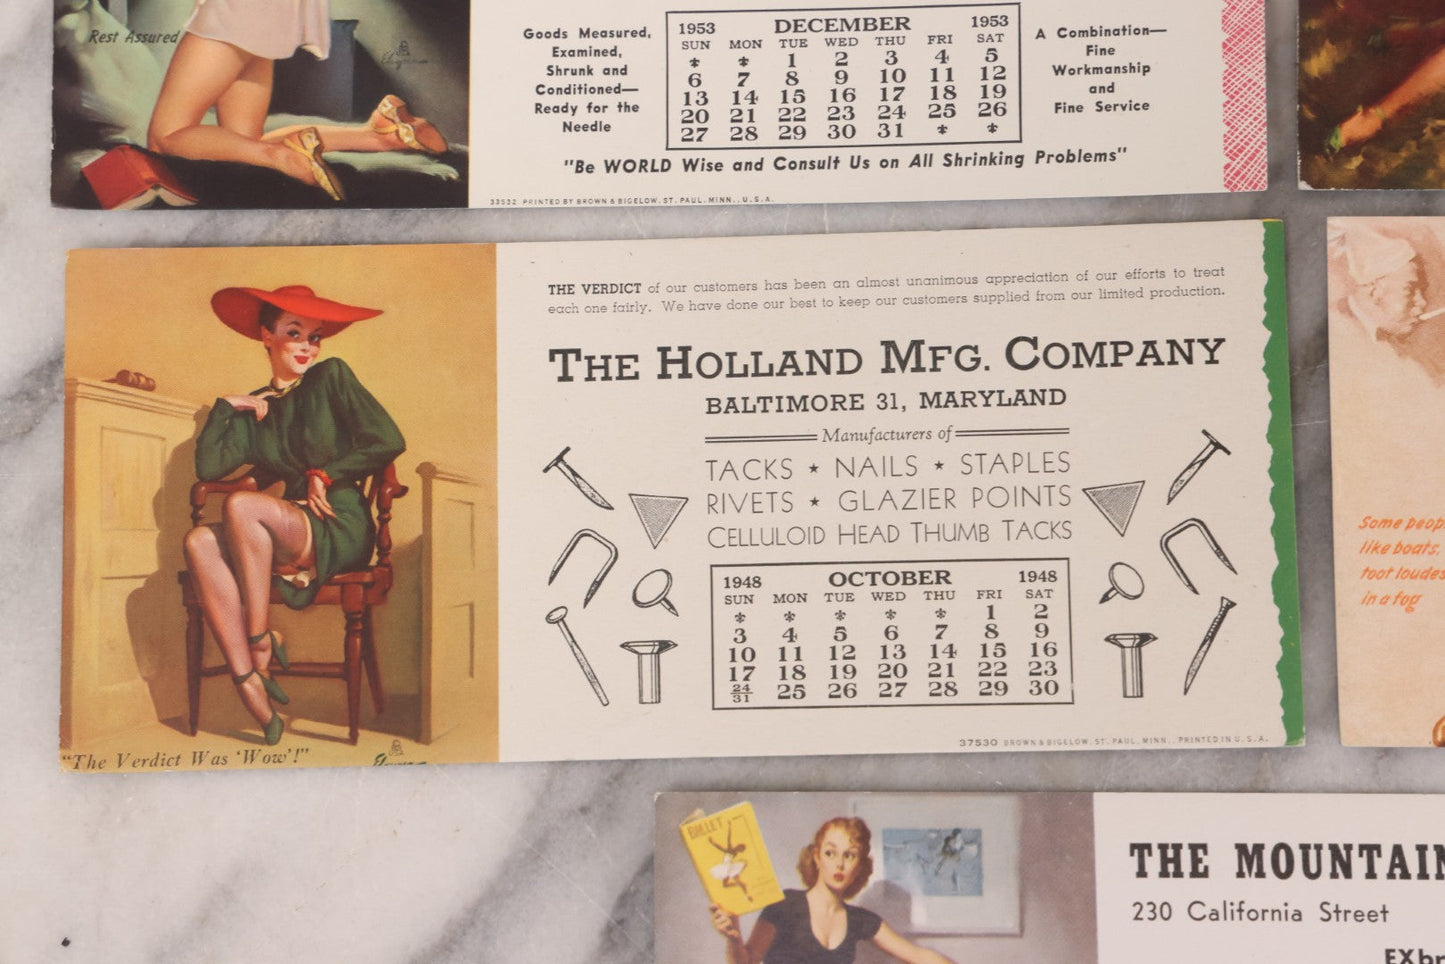 Rest Assured
Elvgren
Goods Measured,
Examined,
Shrunk and
Conditioned—
Ready for the
Needle
1953 DECEMBER 1953
SUN MON TUE WED THU FRI SAT
* * 1 2 3 4 5
6 7 8 9 10 11 12
13 14 15 16 17 18 19
20 21 22 23 24 25 26
27 28 29 30 31 * *
A Combination—
Fine
Workmanship
and
Fine Service
"Be WORLD Wise and Consult Us on All Shrinking Problems"
33532 PRINTED BY BROWN & BIGELOW, ST. PAUL, MINN., U.S.A.
THE VERDICT of our customers has been an almost unanimous appreciation of our efforts to treat
each one fairly. We have done our best to keep our customers supplied from our limited production.
THE HOLLAND MFG. COMPANY
BALTIMORE 31, MARYLAND
Manufacturers of
TACKS ★ NAILS ★ STAPLES
RIVETS ★ GLAZIER POINTS
CELLULOID HEAD THUMB TACKS
1948 OCTOBER 1948
SUN MON TUE WED THU FRI SAT
* * * * * 1 2
3 4 5 6 7 8 9
10 11 12 13 14 15 16
17 18 19 20 21 22 23
24/31 25 26 27 28 29 30
37530 BROWN & BIGELOW, ST. PAUL, MINN., PRINTED IN U.S.A.
"The Verdict Was 'Wow'!"
Elvgren
Some peop
like boats,
toot loudes
in a fog
BALLET
THE MOUNTAIN
230 California Street
EXbr